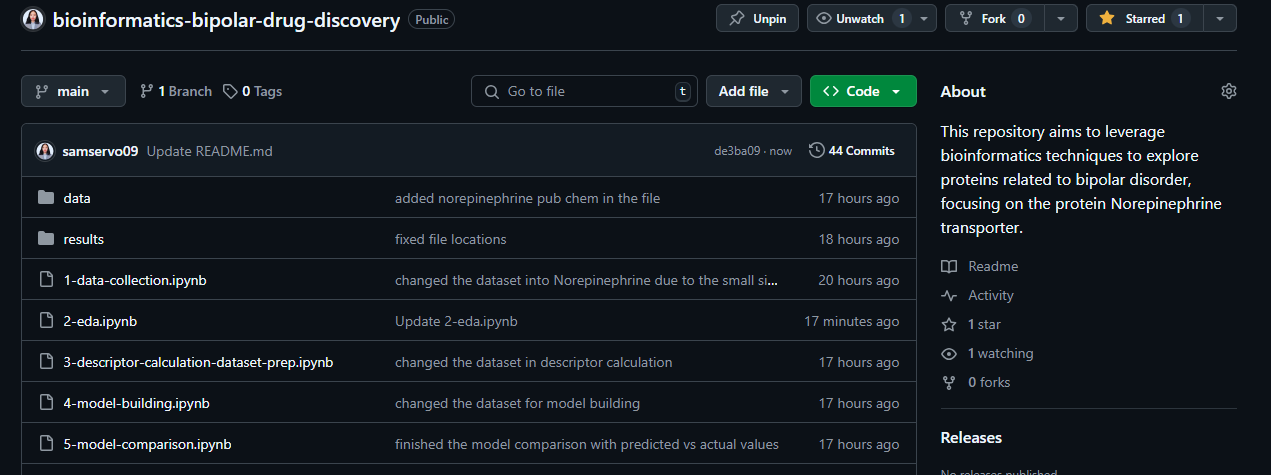 bioinformatics-bipolar-drug-discovery Public Unpin Unwatch 1 Fork 0 Starred 1
main 1 Branch 0 Tags Go to file t Add file Code
samservo09 Update README.md de3ba09 · now 44 Commits
data added norepinephrine pub chem in the file 17 hours ago
results fixed file locations 18 hours ago
1-data-collection.ipynb changed the dataset into Norepinephrine due to the small si... 20 hours ago
2-eda.ipynb Update 2-eda.ipynb 17 minutes ago
3-descriptor-calculation-dataset-prep.ipynb changed the dataset in descriptor calculation 17 hours ago
4-model-building.ipynb changed the dataset for model building 17 hours ago
5-model-comparison.ipynb finished the model comparison with predicted vs actual values 17 hours ago
About
This repository aims to leverage
bioinformatics techniques to explore
proteins related to bipolar disorder,
focusing on the protein Norepinephrine
transporter.
Readme
Activity
1 star
1 watching
0 forks
Releases
No releases published